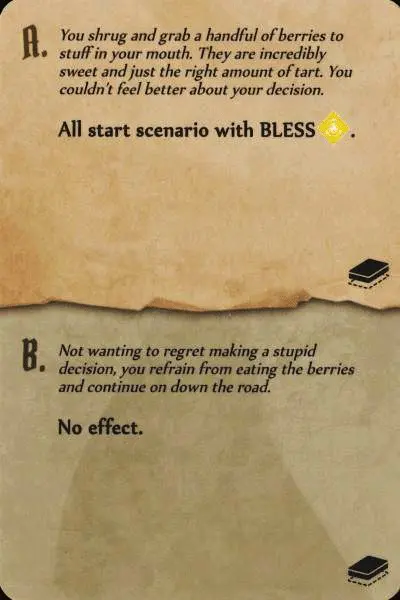 A. You shrug and grab a handful of berries to
stuff in your mouth. They are incredibly
sweet and just the right amount of tart. You
couldn't feel better about your decision.
All start scenario with BLESS.
B. Not wanting to regret making a stupid
decision, you refrain from eating the berries
and continue on down the road.
No effect.